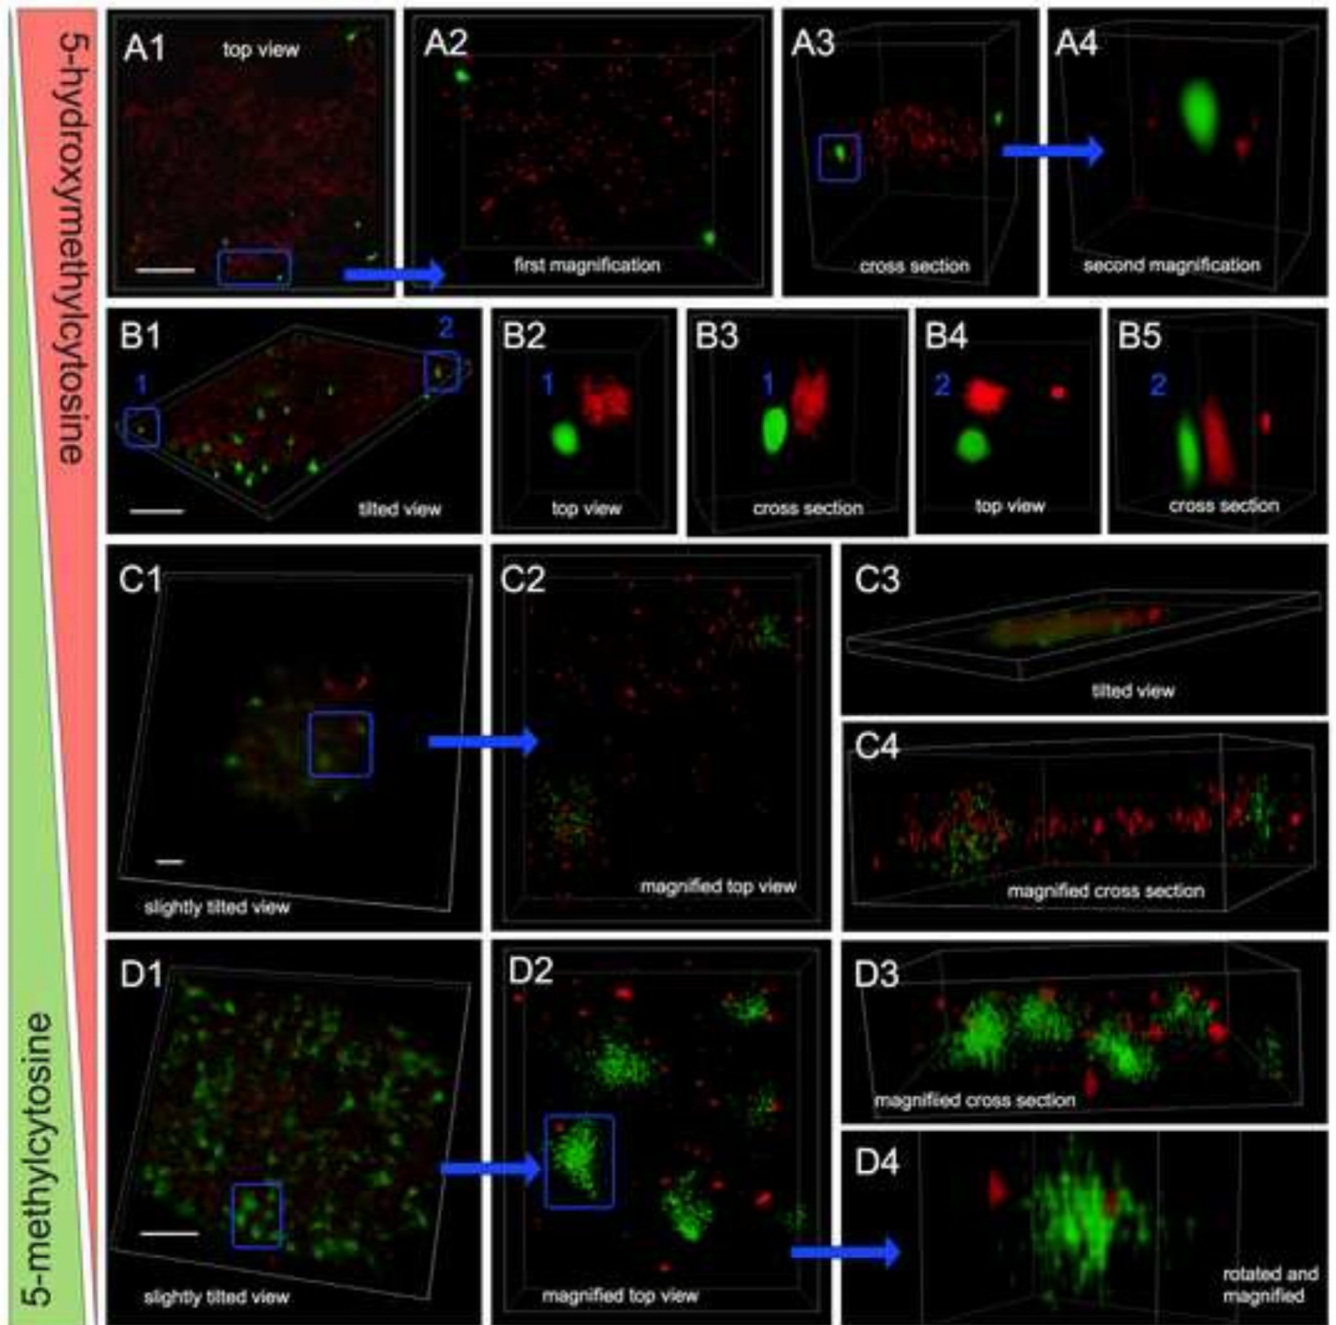 5-hydroxymethylcytosine
5-methylcytosine
A1
top view
A2
first magnification
A3
cross section
A4
second magnification
B1
1
2
tilted view
B2
1
top view
B3
1
cross section
B4
2
top view
B5
2
cross section
C1
slightly tilted view
C2
magnified top view
C3
tilted view
C4
magnified cross section
D1
slightly tilted view
D2
magnified top view
D3
magnified cross section
D4
rotated and
magnified